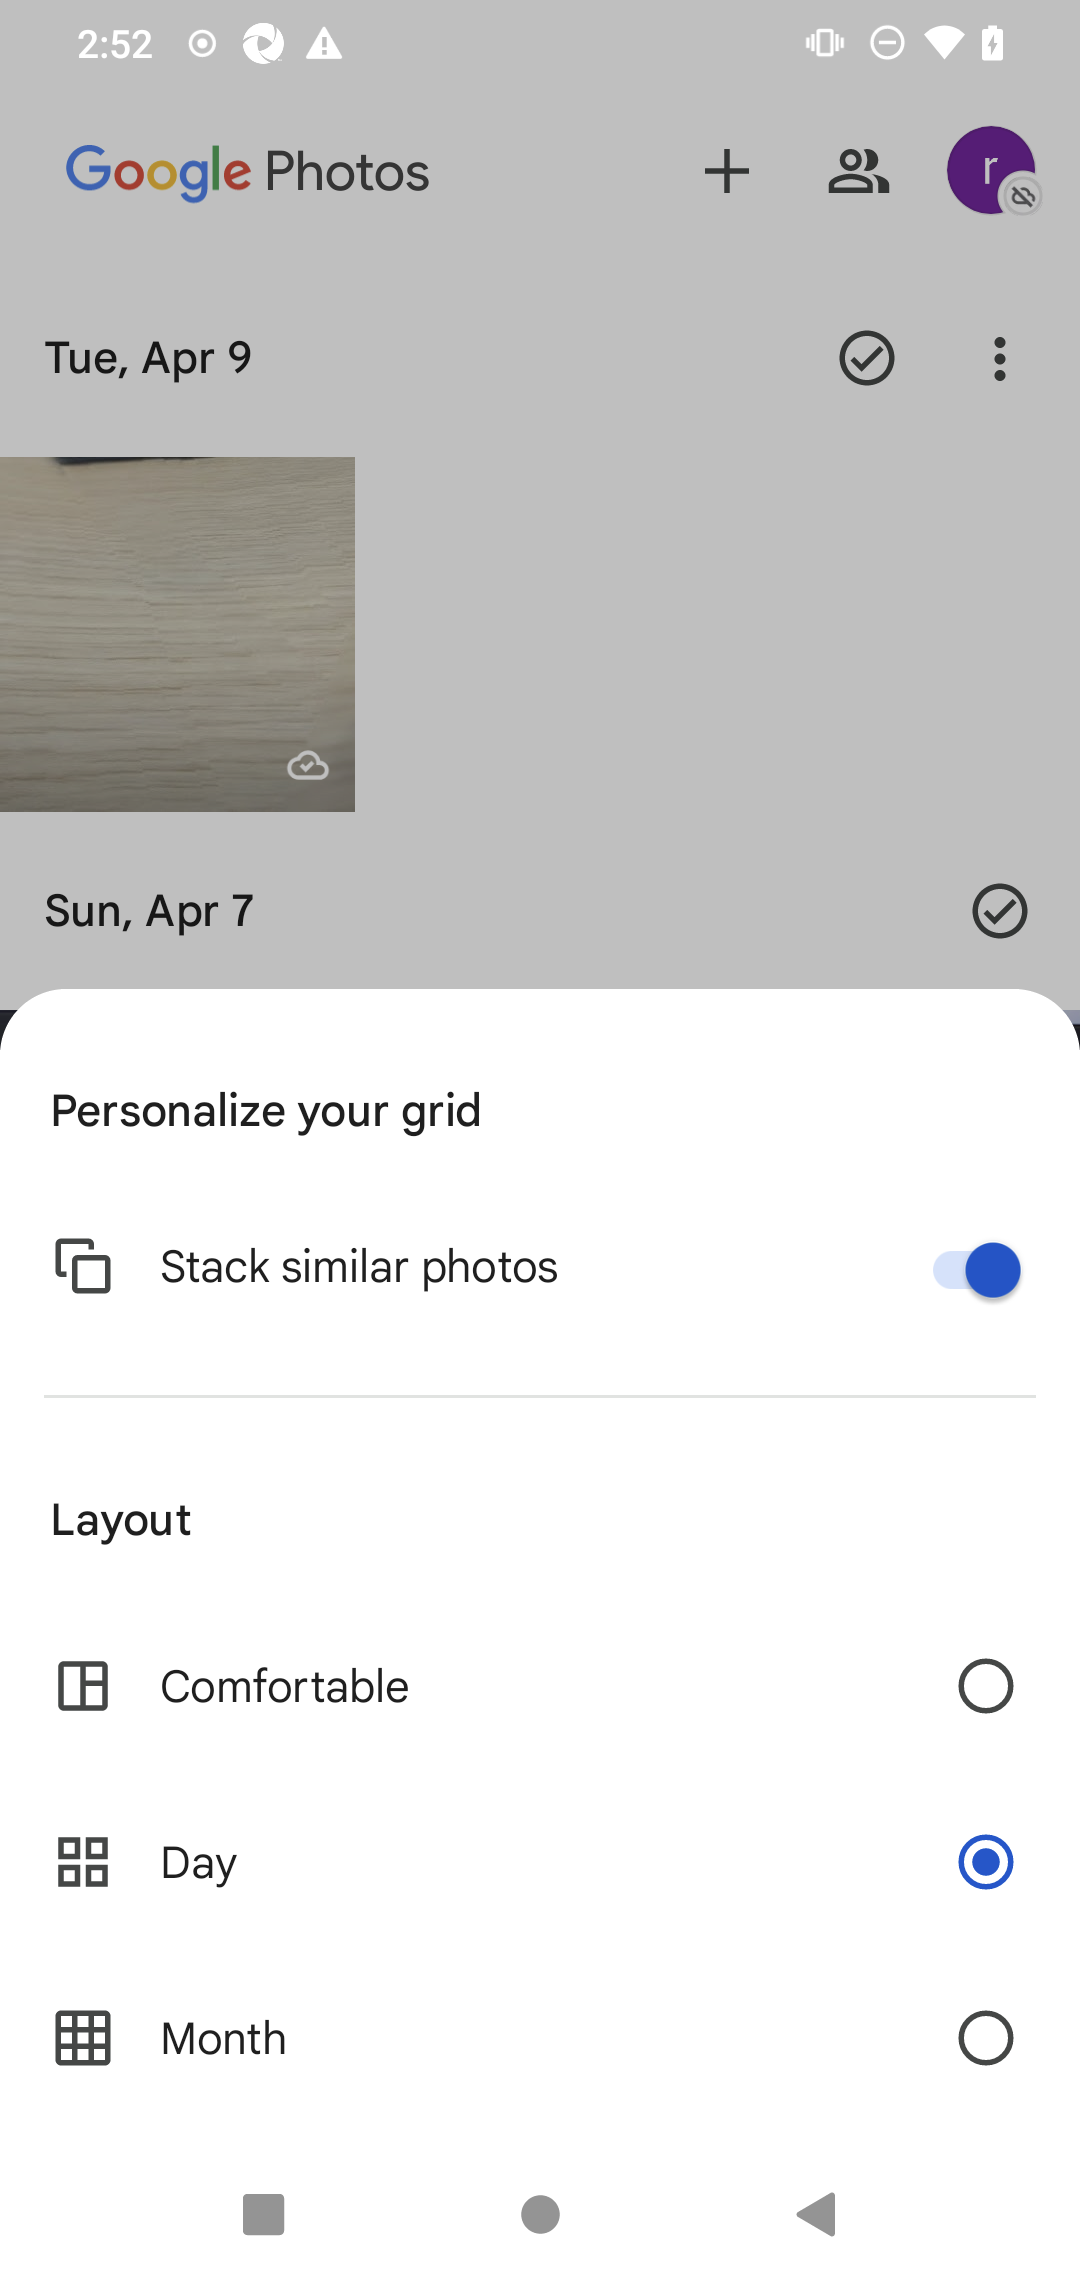 2:52
Google Photos
r
Tue, Apr 9
Sun, Apr 7
Personalize your grid
Stack similar photos
Layout
Comfortable
Day
Month